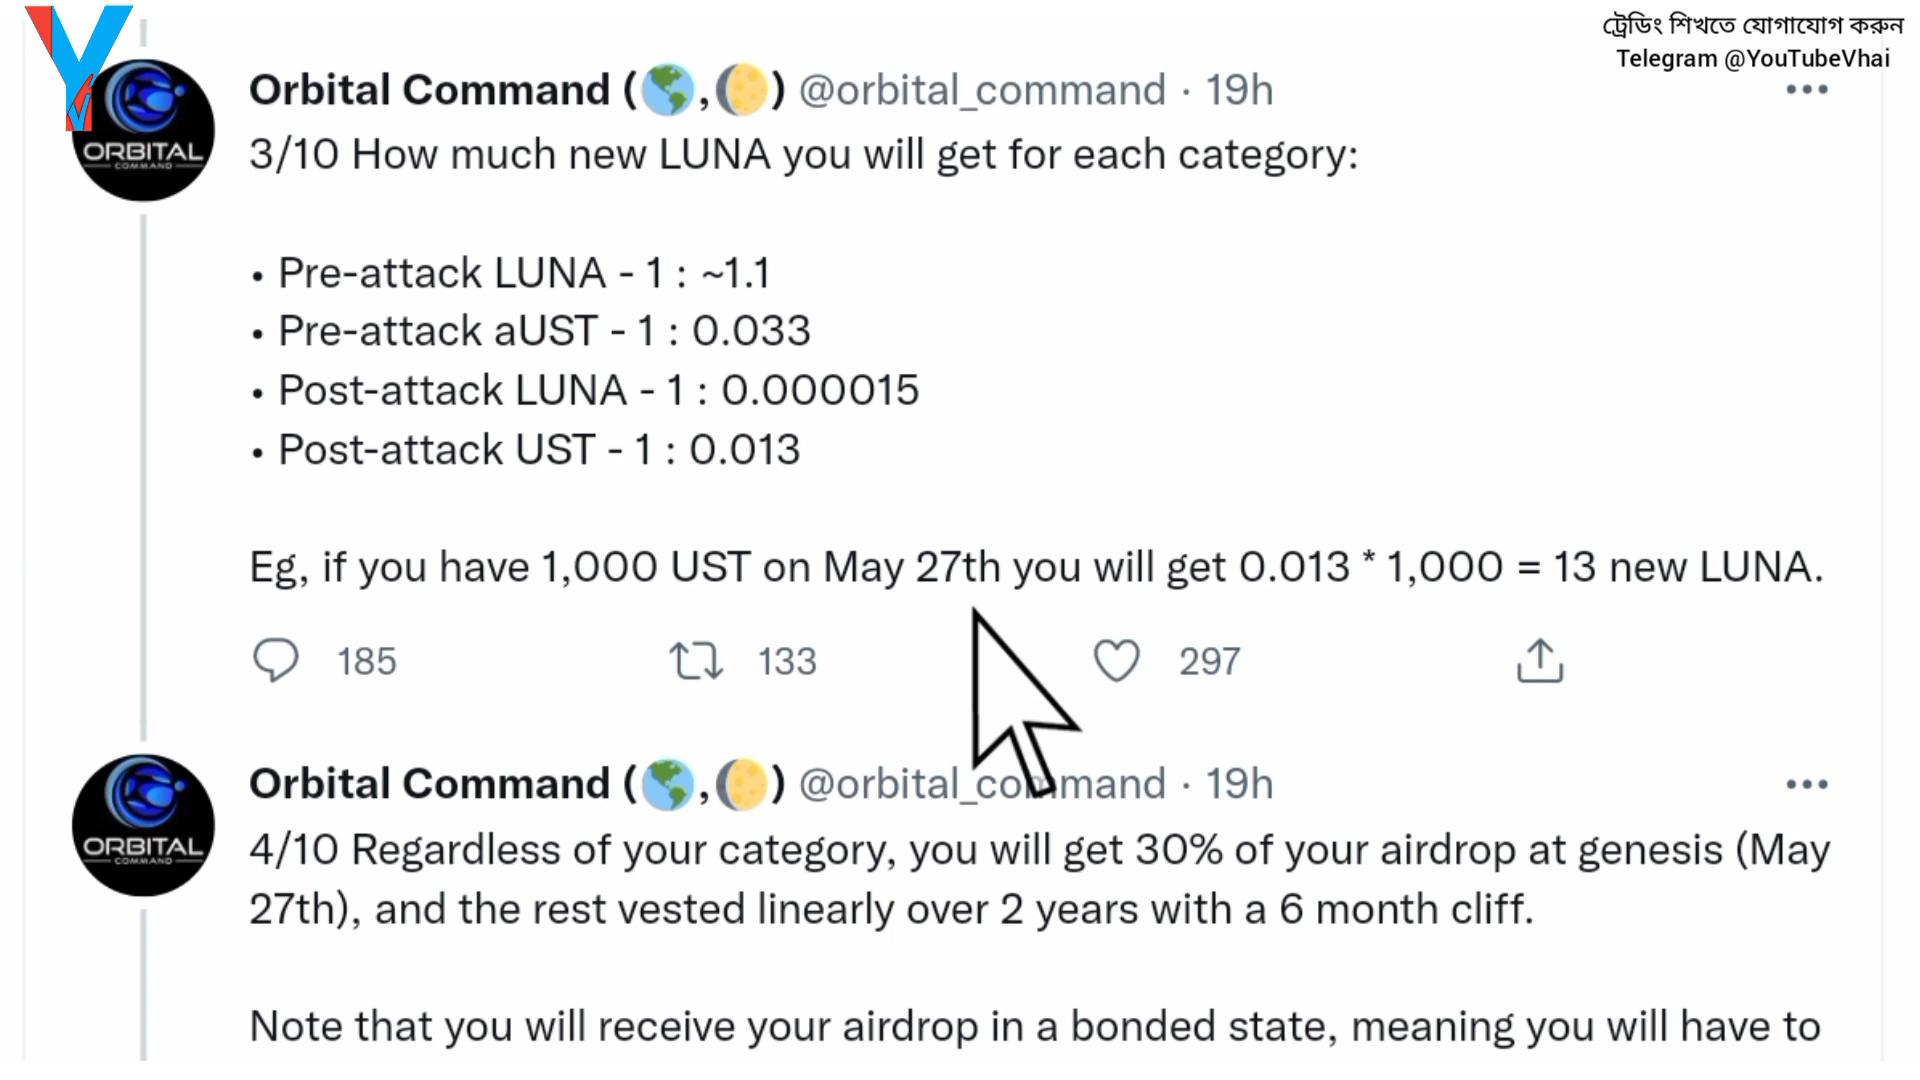 ট্রেডিং শিখতে যোগাযোগ করুন
Telegram @YouTubeVhai
ORBITAL
COMMAND
Orbital Command (🌎,🌖) @orbital_command · 19h
3/10 How much new LUNA you will get for each category:
• Pre-attack LUNA - 1 : ~1.1
• Pre-attack aUST - 1 : 0.033
• Post-attack LUNA - 1 : 0.000015
• Post-attack UST - 1 : 0.013
Eg, if you have 1,000 UST on May 27th you will get 0.013 * 1,000 = 13 new LUNA.
185 133 297
ORBITAL
COMMAND
Orbital Command (🌎,🌖) @orbital_command · 19h
4/10 Regardless of your category, you will get 30% of your airdrop at genesis (May
27th), and the rest vested linearly over 2 years with a 6 month cliff.
Note that you will receive your airdrop in a bonded state, meaning you will have to